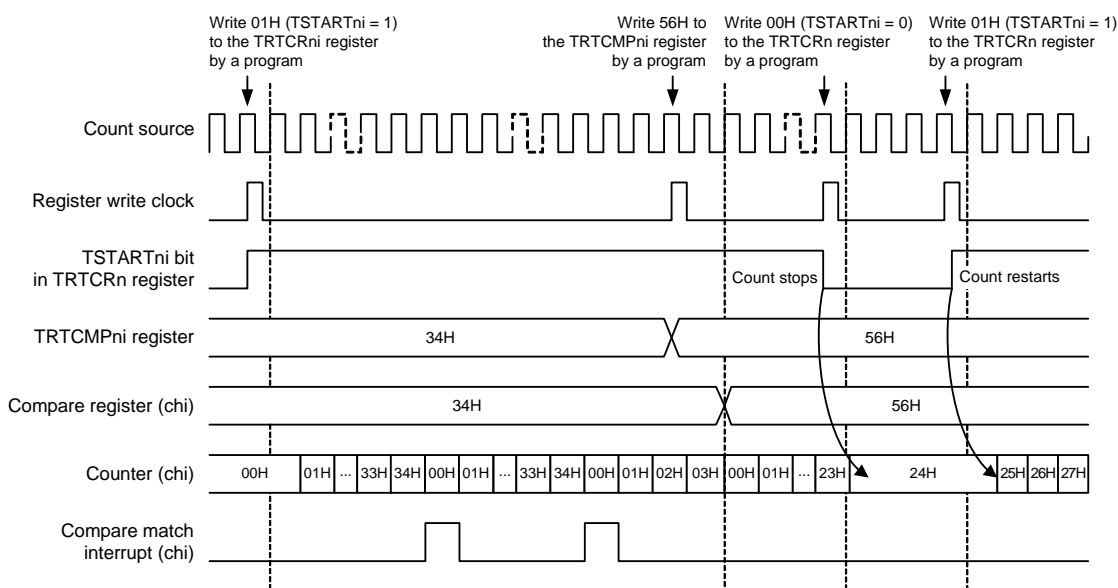 Write 01H (TSTARTni = 1)
to the TRTCRni register
by a program
Write 56H to
the TRTCMPni register
by a program
Write 00H (TSTARTni = 0)
to the TRTCRn register
by a program
Write 01H (TSTARTni = 1)
to the TRTCRn register
by a program
Count source
Register write clock
TSTARTni bit
in TRTCRn register
Count stops
Count restarts
TRTCMPni register
34H
56H
Compare register (chi)
34H
56H
Counter (chi)
00H 01H ... 33H 34H 00H 01H ... 33H 34H 00H 01H 02H 03H 00H 01H ... 23H 24H 25H 26H 27H
Compare match
interrupt (chi)